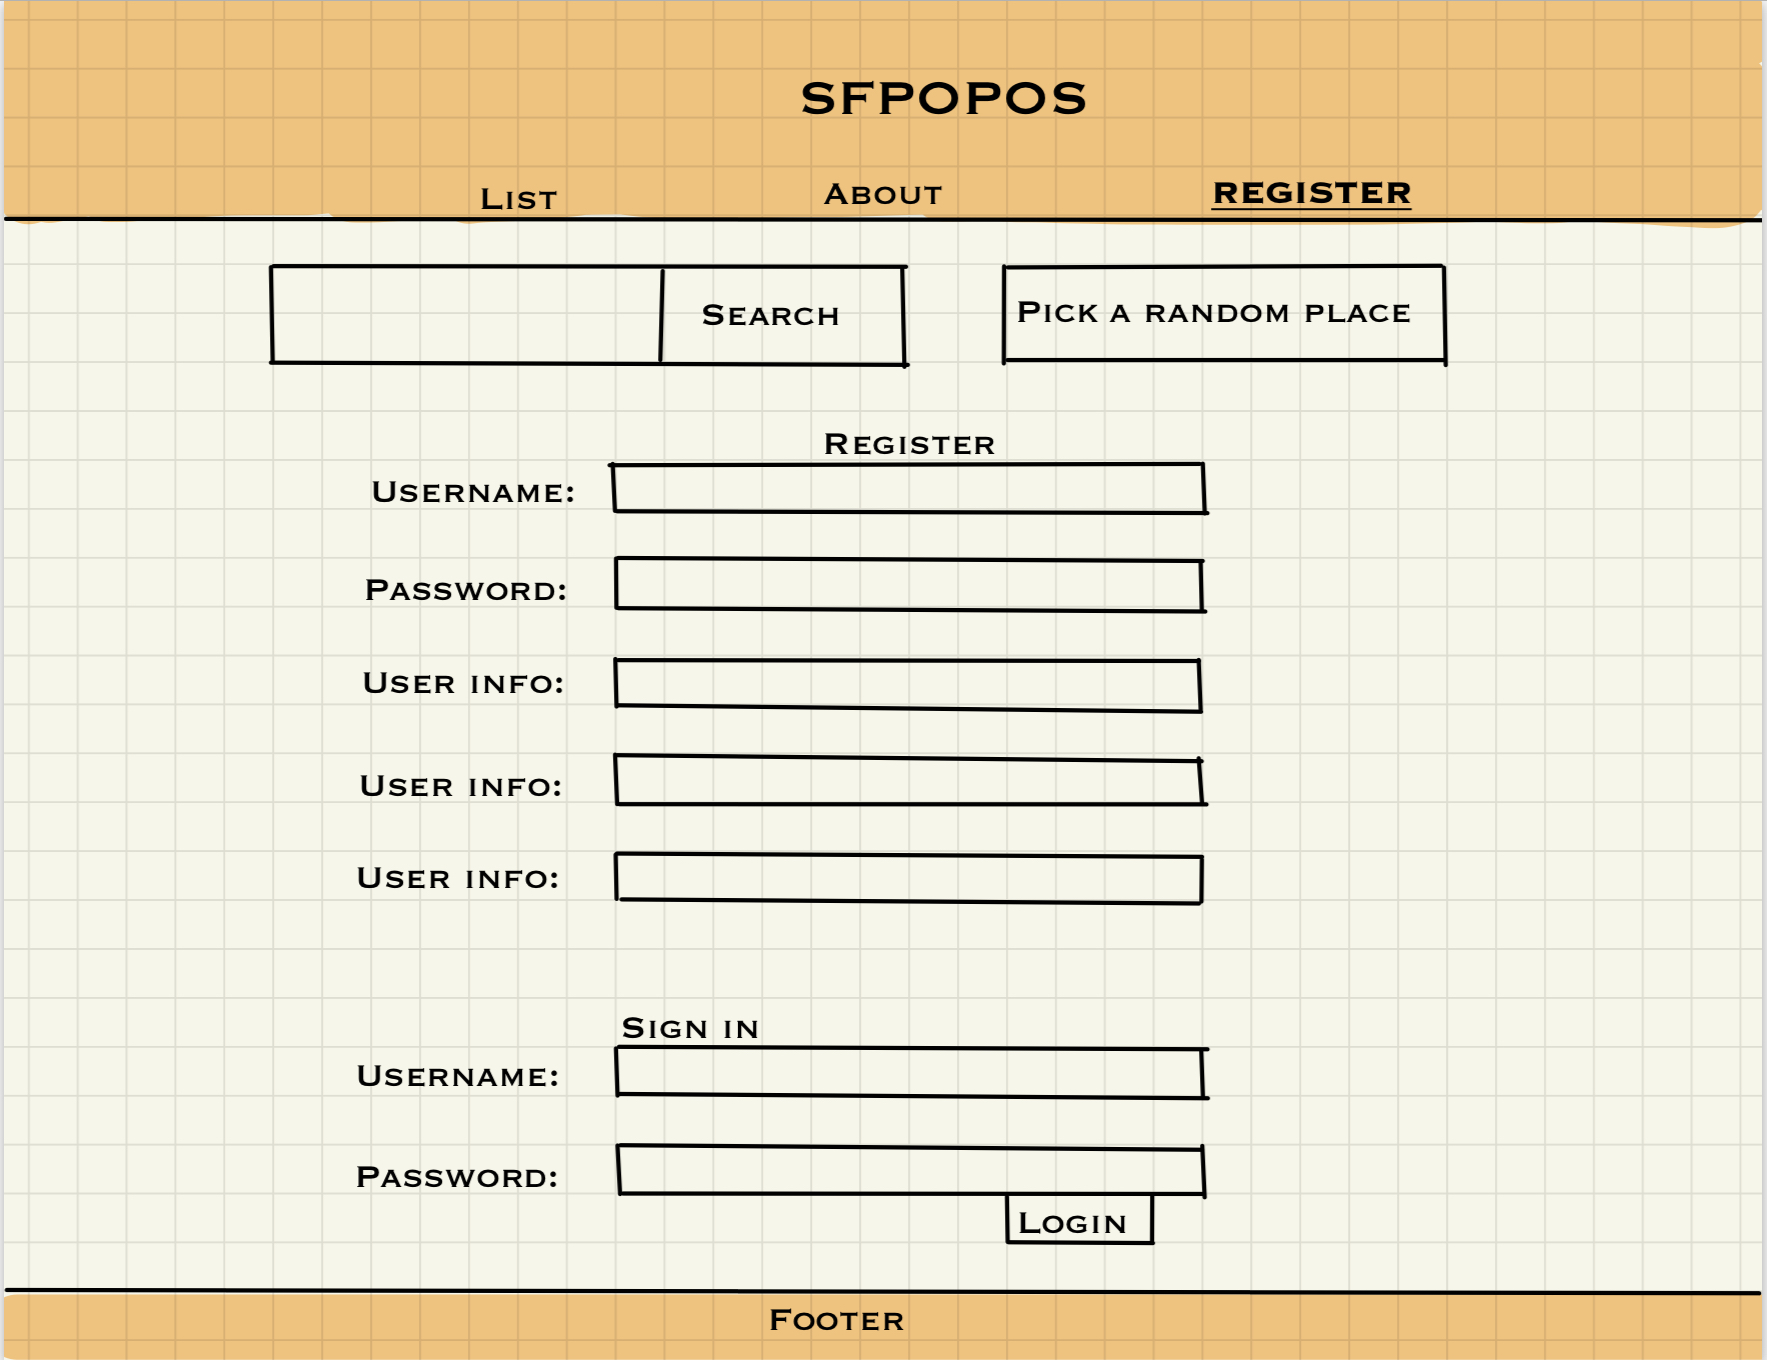 SFPOPOS
List About REGISTER
Search Pick a random place
Register
Username:
Password:
User info:
User info:
User info:
Sign in
Username:
Password:
Login
Footer